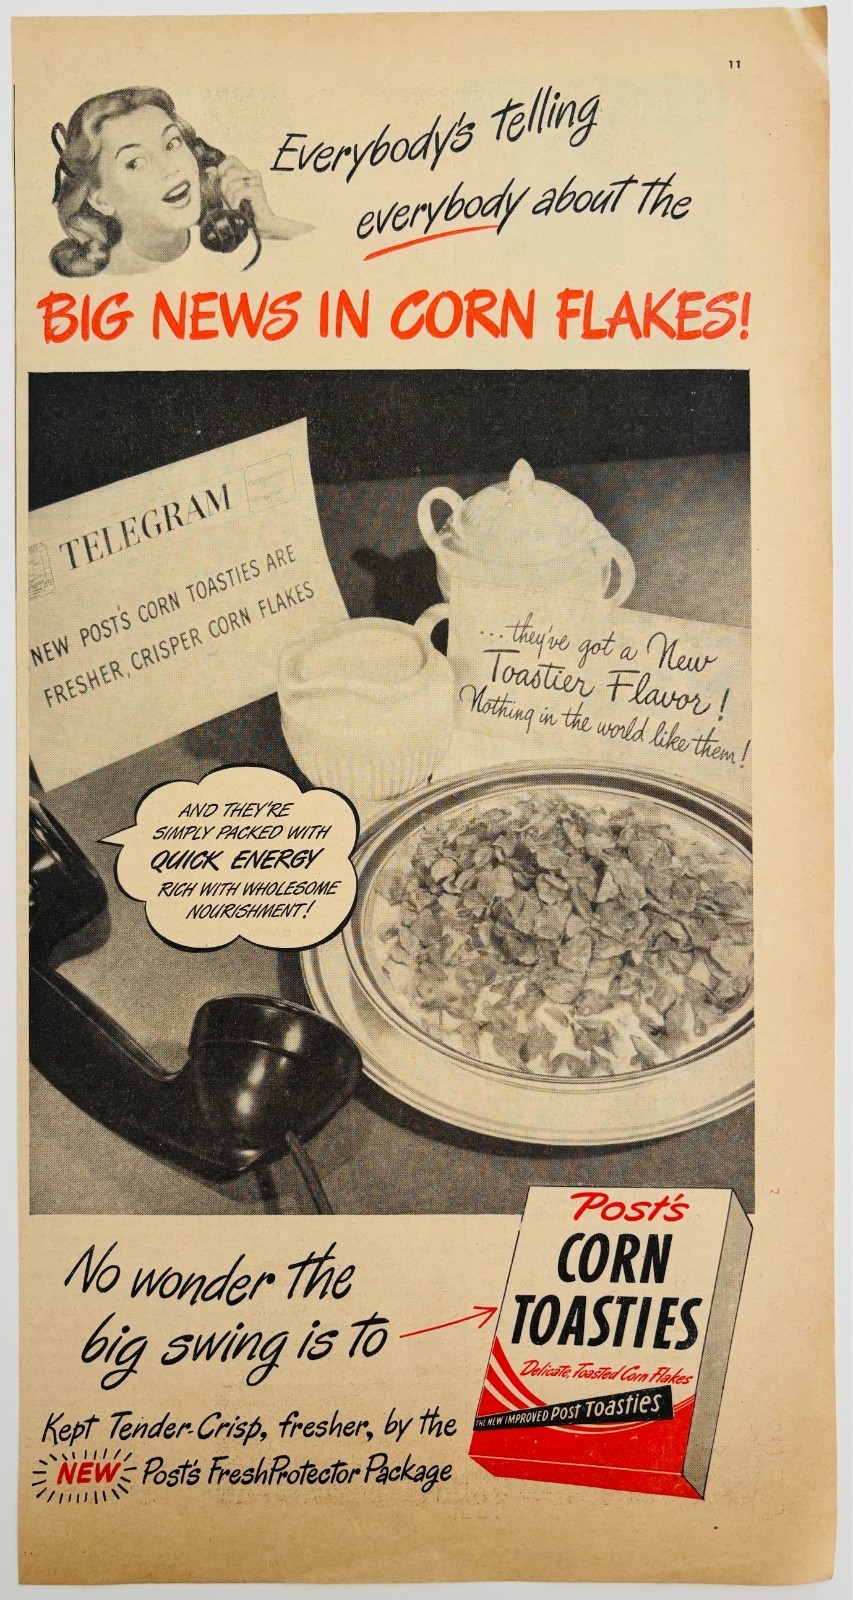 11
Everybody's telling
everybody about the
BIG NEWS IN CORN FLAKES!
TELEGRAM
NEW POST'S CORN TOASTIES ARE
FRESHER, CRISPER CORN FLAKES
...they've got a New
Toastier Flavor!
Nothing in the world like them!
AND THEY'RE
SIMPLY PACKED WITH
QUICK ENERGY
RICH WITH WHOLESOME
NOURISHMENT!
No wonder the
big swing is to
Post's
CORN
TOASTIES
Delicate, Toasted Corn Flakes
THE NEW IMPROVED POST TOASTIES
Kept Tender-Crisp, fresher, by the
NEW Post's FreshProtector Package